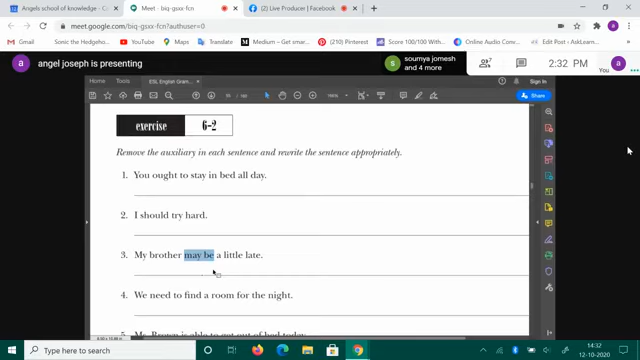 Angels school of knowledge - Ca
Meet - biq-gsxx-fcn
(2) Live Producer | Facebook
meet.google.com/biq-gsxx-fcn?authuser=0
Gmail
Sonic the Hedgehog
YouTube
Maps
Translate
Medium – Get smar...
(210) Pinterest
Score 100/100 With...
Online Audio Conv...
Edit Post ‹ AskLearn...
angel joseph is presenting
soumya jomesh
and 4 more
7
2:32 PM
You
Home
Tools
ESL English Gram...
Sign In
Share
exercise
6-2
Remove the auxiliary in each sentence and rewrite the sentence appropriately.
1. You ought to stay in bed all day.
2. I should try hard.
3. My brother may be a little late.
4. We need to find a room for the night.
5. Ms. Brown is able to get out of bed today.
Type here to search
ENG
14:32
12-10-2020